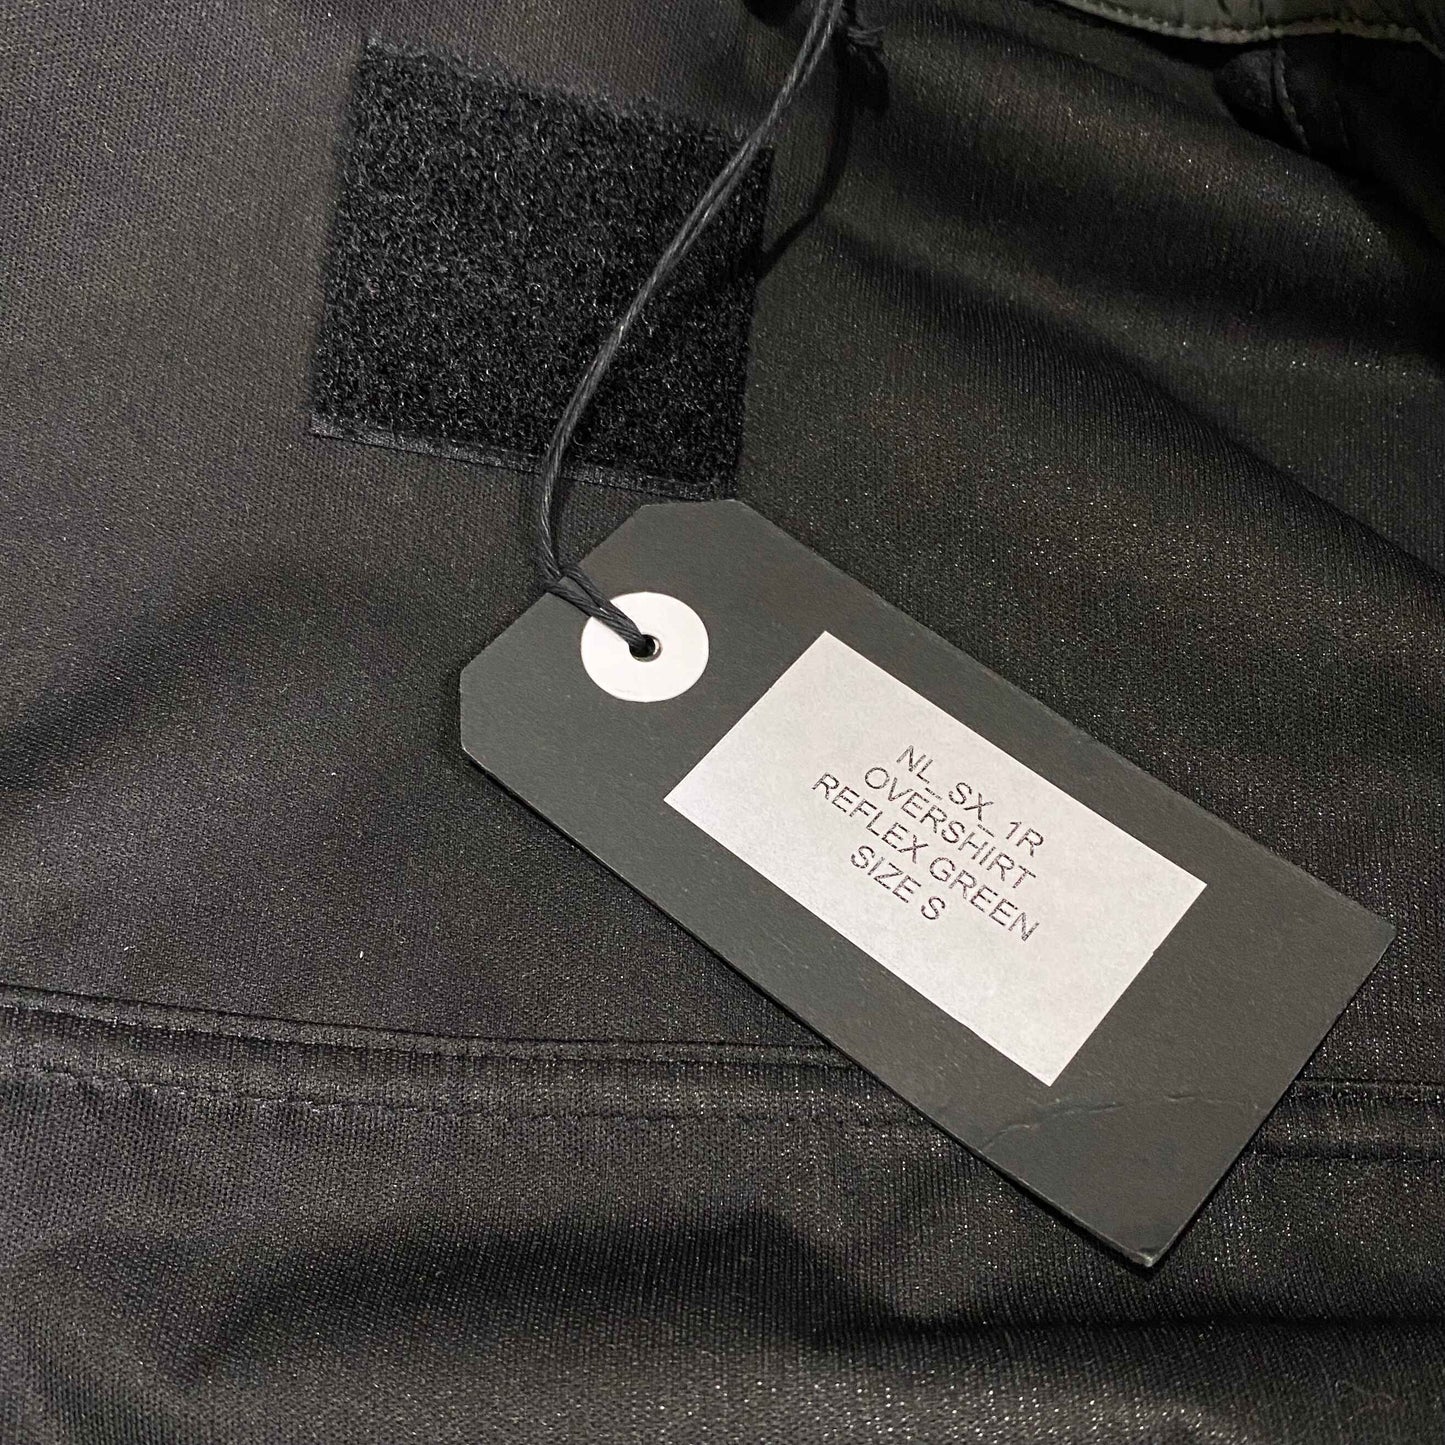 NL_SX_1R
OVERSHIRT
REFLEX GREEN
SIZE S